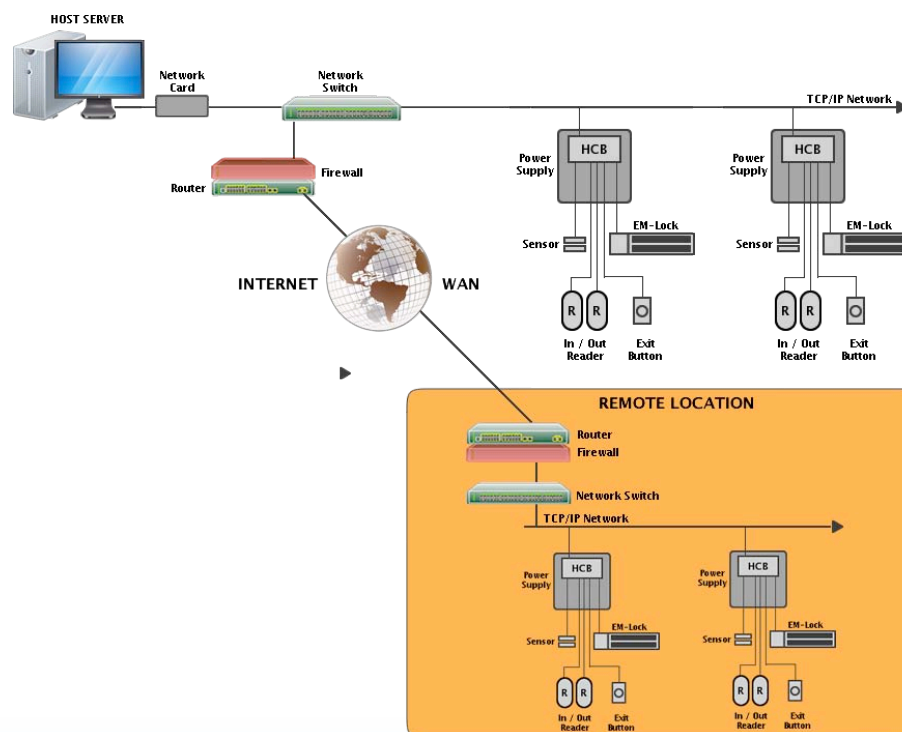 HOST SERVER
Network
Card
Network
Switch
TCP/IP Network
Firewall
Router
Power
Supply
HCB
EM-Lock
Sensor
R R
In / Out
Reader
Exit
Button
Power
Supply
HCB
EM-Lock
Sensor
R R
In / Out
Reader
Exit
Button
INTERNET
WAN
REMOTE LOCATION
Router
Firewall
Network Switch
TCP/IP Network
Power
Supply
HCB
EM-Lock
Sensor
R R
In / Out
Reader
Exit
Button
Power
Supply
HCB
EM-Lock
Sensor
R R
In / Out
Reader
Exit
Button